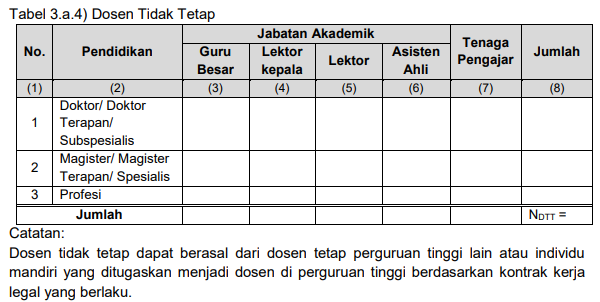 Tabel 3.a.4) Dosen Tidak Tetap
No. Pendidikan Jabatan Akademik Tenaga Pengajar Jumlah
Guru Besar Lektor kepala Lektor Asisten Ahli
(1) (2) (3) (4) (5) (6) (7) (8)
1 Doktor/ Doktor
Terapan/
Subspesialis
2 Magister/ Magister
Terapan/ Spesialis
3 Profesi
Jumlah NDTT =
Catatan:
Dosen tidak tetap dapat berasal dari dosen tetap perguruan tinggi lain atau individu
mandiri yang ditugaskan menjadi dosen di perguruan tinggi berdasarkan kontrak kerja
legal yang berlaku.